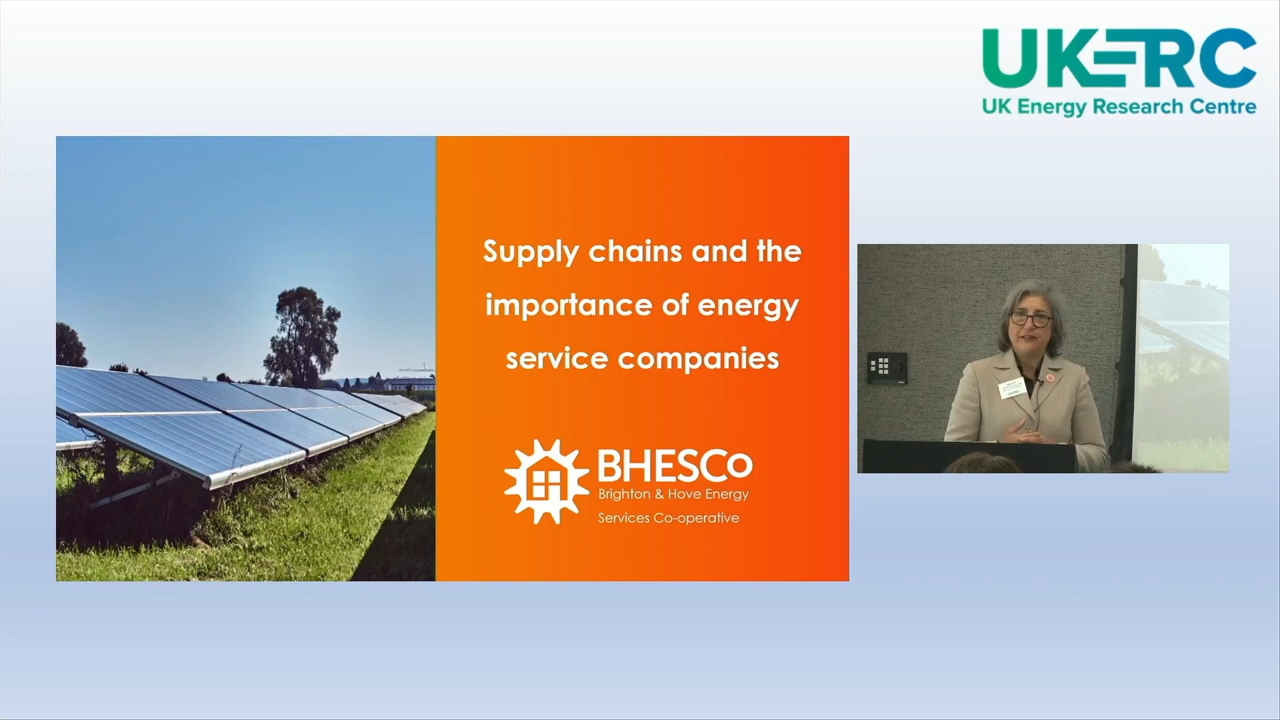 UKERC
UK Energy Research Centre
Supply chains and the
importance of energy
service companies
BHESCo
Brighton & Hove Energy
Services Co-operative